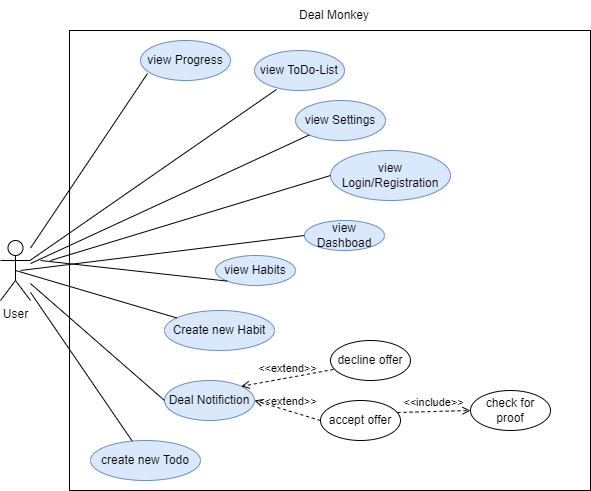 Deal Monkey
view Progress
view ToDo-List
view Settings
view
Login/Registration
view
Dashboad
view Habits
User
Create new Habit
decline offer
<<extend>>
Deal Notifiction
<<extend>>
accept offer
<<include>>
check for
proof
create new Todo